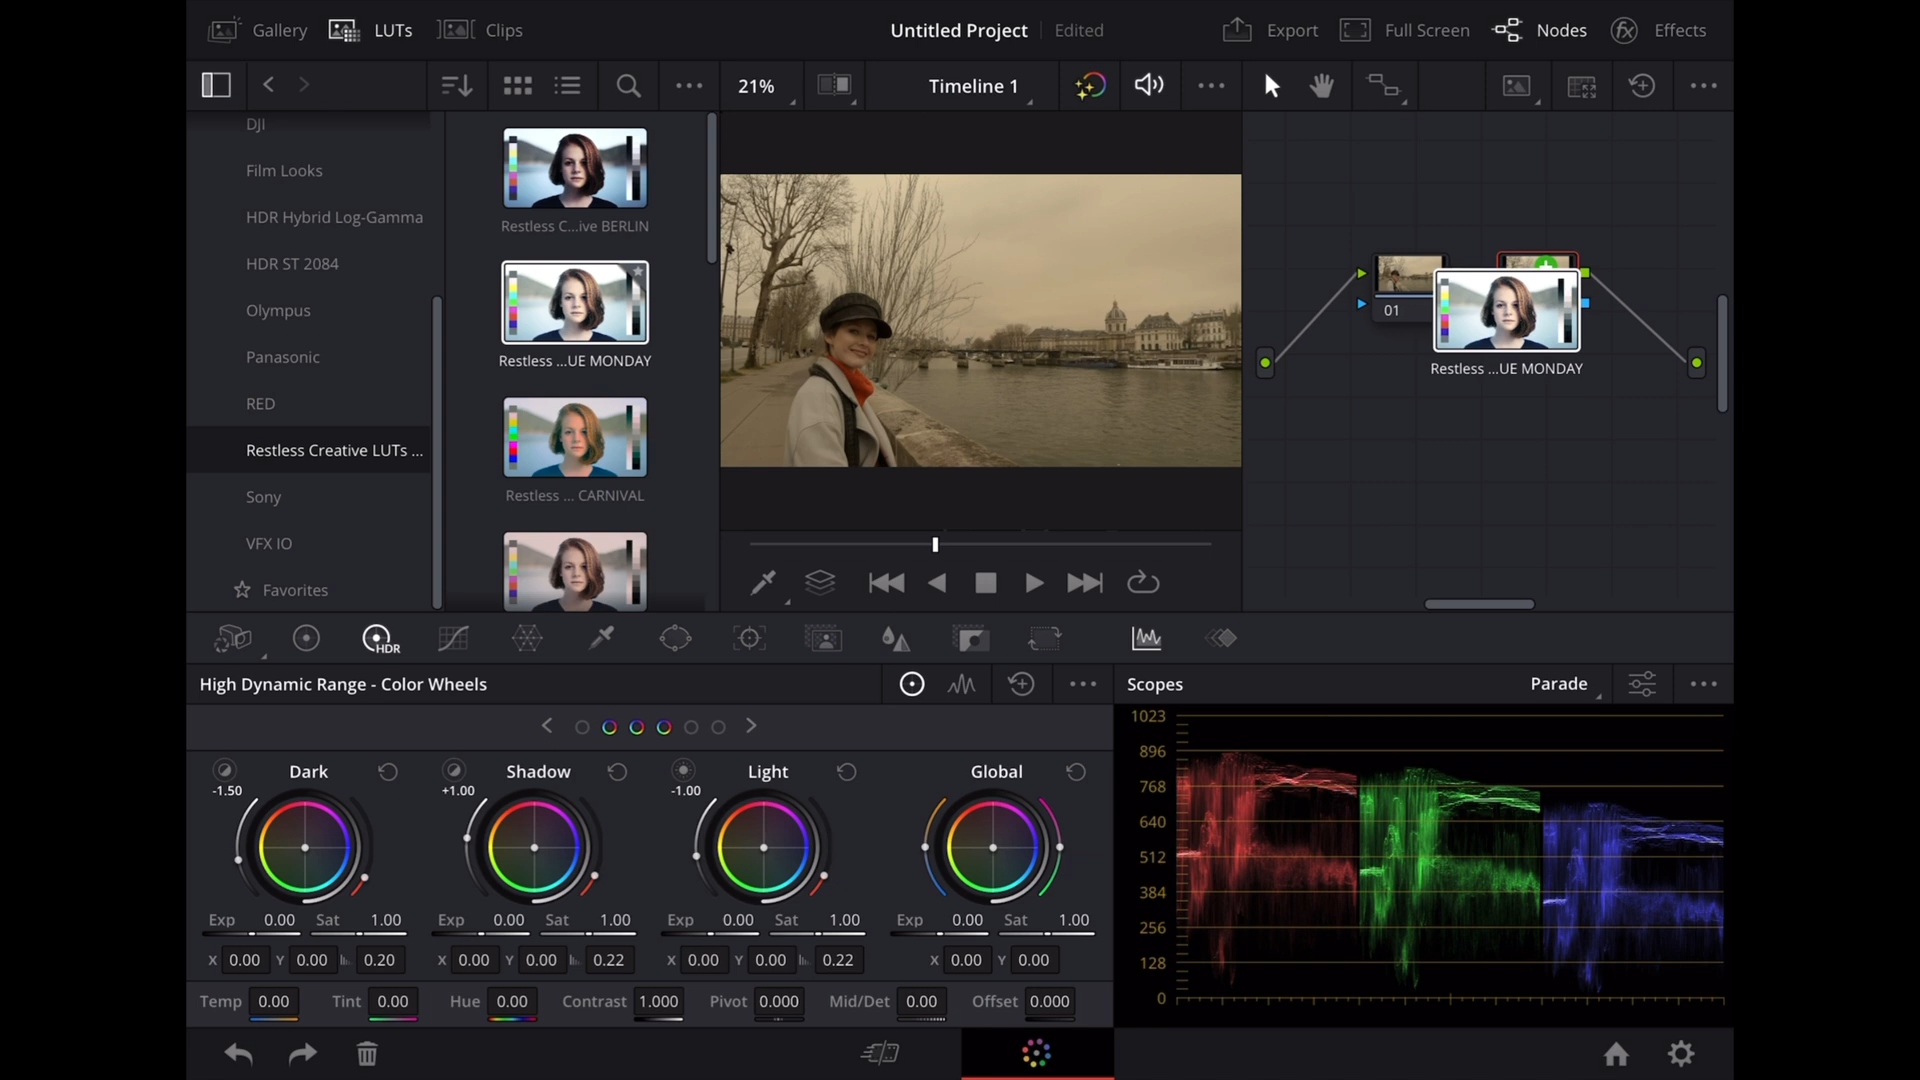 Gallery
LUTs
Clips
Untitled Project
Edited
Export
Full Screen
Nodes
fx
Effects
21%
Timeline 1
DJI
Film Looks
HDR Hybrid Log-Gamma
HDR ST 2084
Olympus
Panasonic
RED
Restless Creative LUTs ...
Sony
VFX IO
Favorites
Restless C...ive BERLIN
Restless ...UE MONDAY
Restless ... CARNIVAL
01
Restless ...UE MONDAY
HDR
High Dynamic Range - Color Wheels
Dark
-1.50
Exp 0.00 Sat 1.00
X 0.00 Y 0.00 0.20
Shadow
+1.00
Exp 0.00 Sat 1.00
X 0.00 Y 0.00 0.22
Light
-1.00
Exp 0.00 Sat 1.00
X 0.00 Y 0.00 0.22
Global
Exp 0.00 Sat 1.00
X 0.00 Y 0.00
Temp 0.00 Tint 0.00 Hue 0.00 Contrast 1.000 Pivot 0.000 Mid/Det 0.00 Offset 0.000
Scopes
Parade
1023
896
768
640
512
384
256
128
0